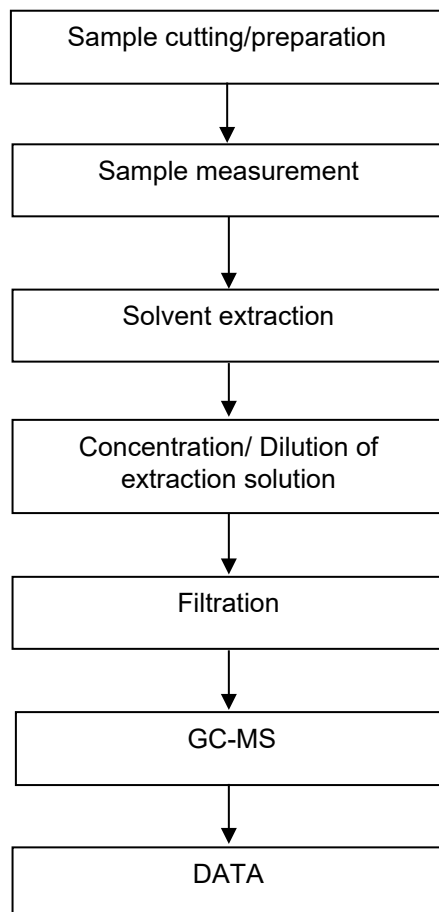 Sample cutting/preparation
Sample measurement
Solvent extraction
Concentration/ Dilution of
extraction solution
Filtration
GC-MS
DATA